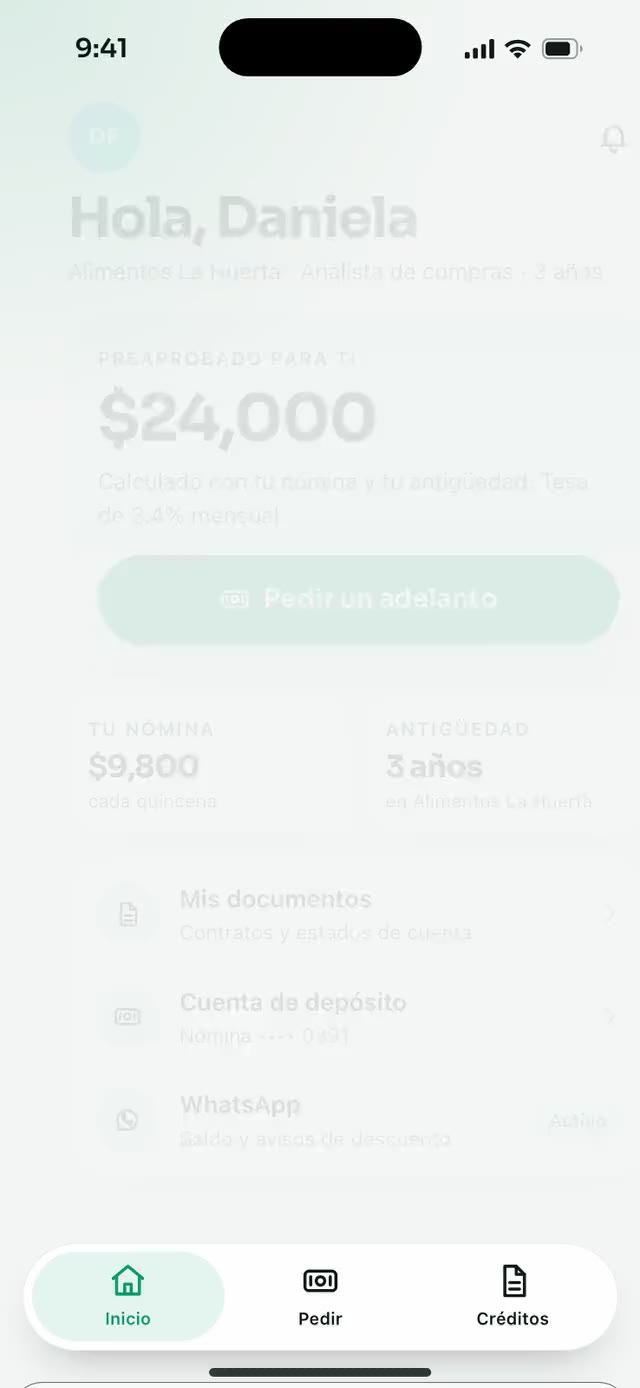 9:41
DF
Hola, Daniela
Alimentos La Huerta · Analista de compras · 3 años
PREAPROBADO PARA TI
$24,000
Calculado con tu nómina y tu antigüedad. Tasa
de 3.4% mensual.
Pedir un adelanto
TU NÓMINA
$9,800
cada quincena
ANTIGÜEDAD
3 años
en Alimentos La Huerta
Mis documentos
Contratos y estados de cuenta
Cuenta de depósito
Nómina ···· 0391
WhatsApp
Saldo y avisos de descuento
Activo
Inicio
Pedir
Créditos